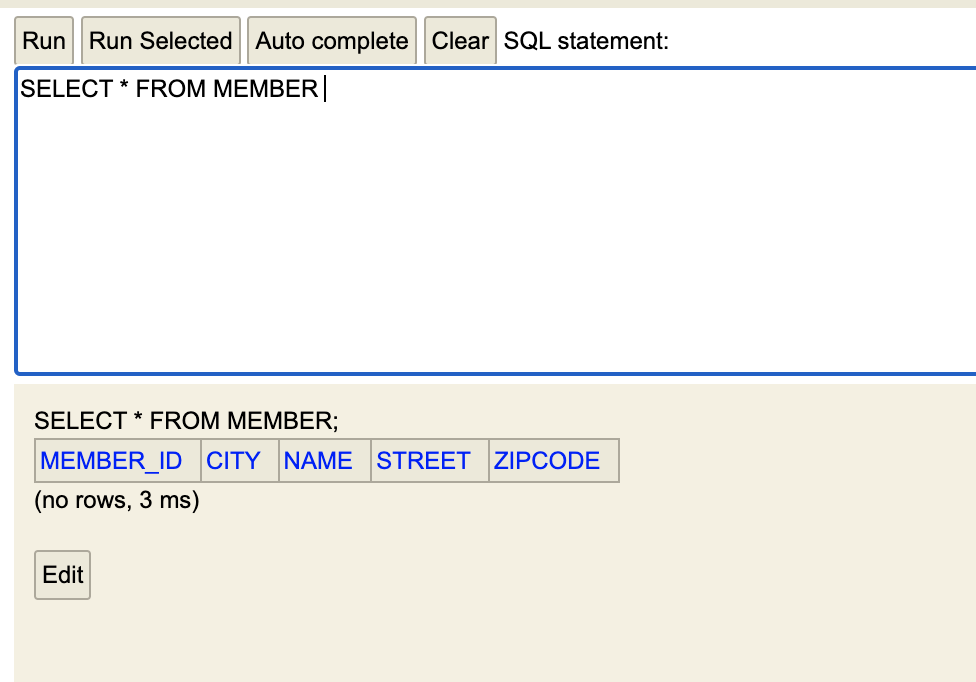 Run Run Selected Auto complete Clear SQL statement:
SELECT * FROM MEMBER
SELECT * FROM MEMBER;
MEMBER_ID CITY NAME STREET ZIPCODE
(no rows, 3 ms)
Edit